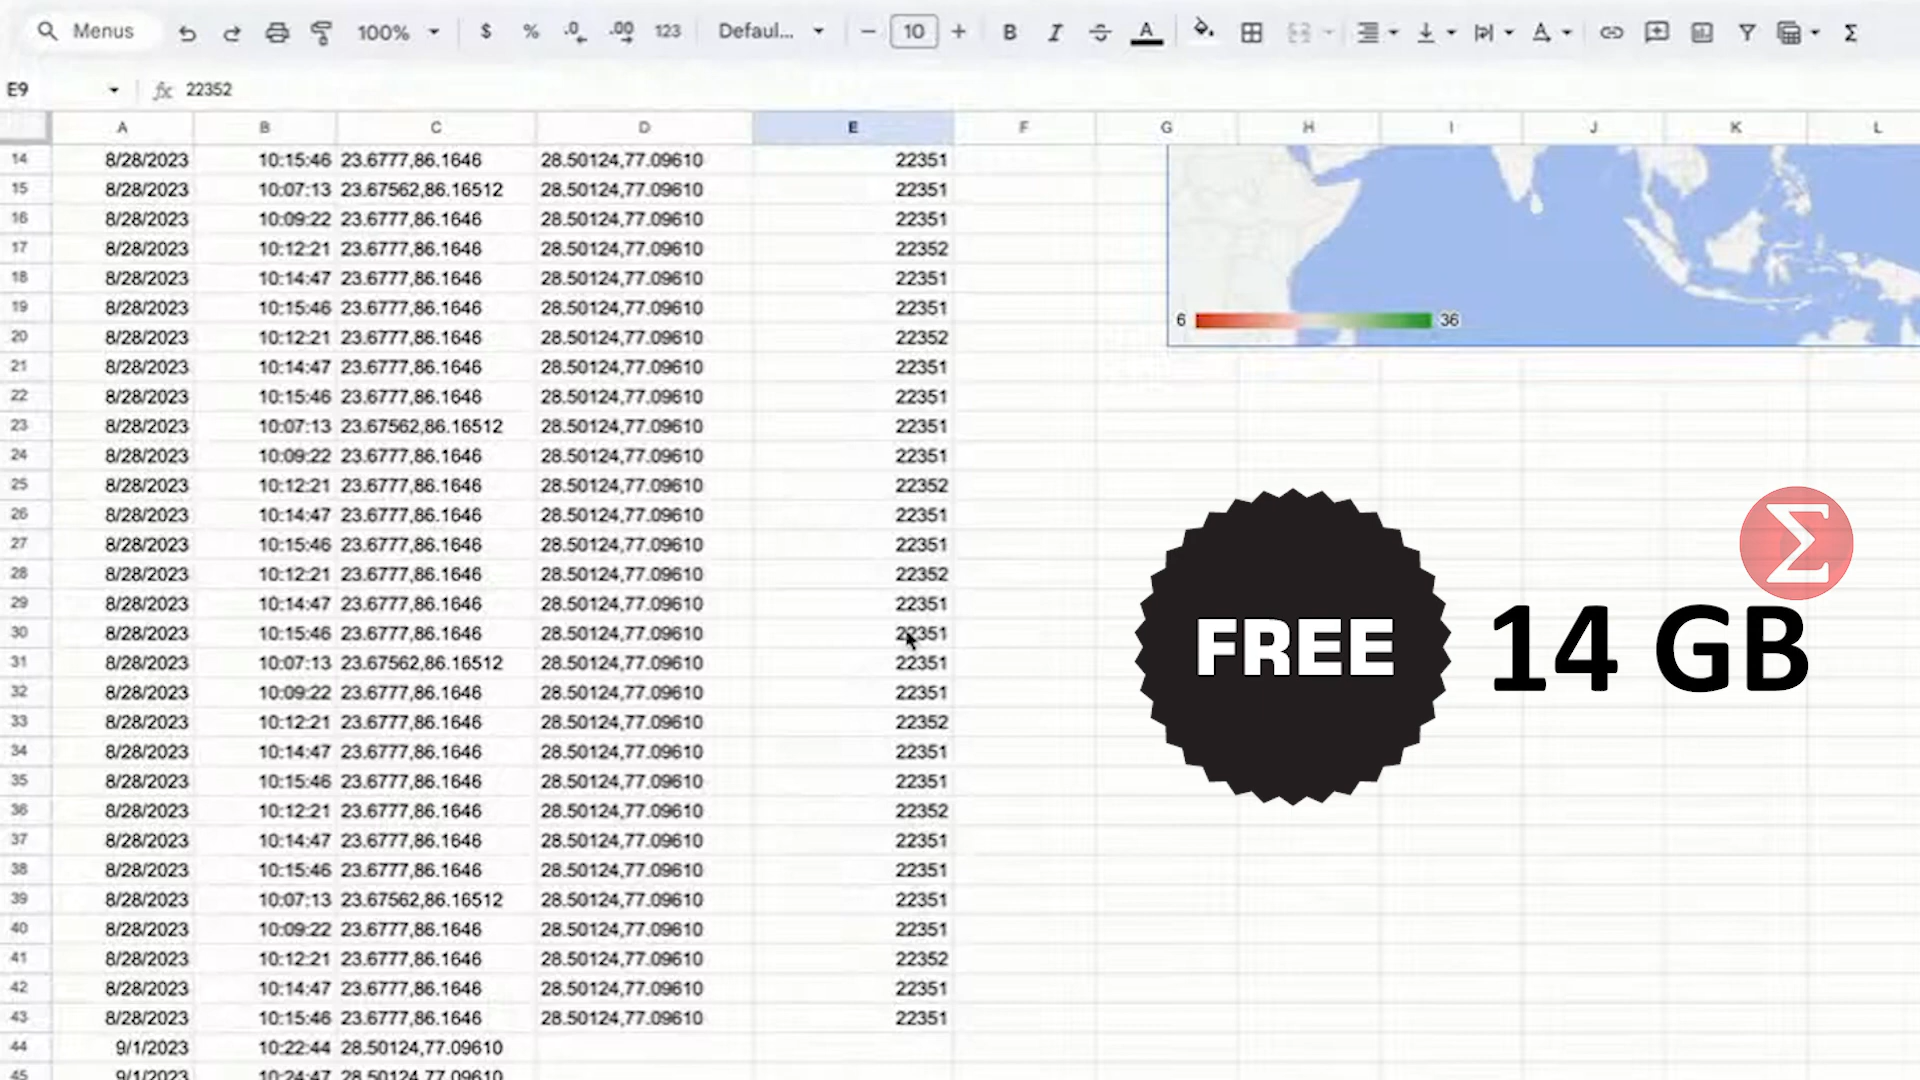 Menus 100% $ % .0 .00 123 Defaul... 10 B I A A Σ
E9 fx 22352
A B C D E F G H I J K L
14 8/28/2023 10:15:46 23.6777,86.1646 28.50124,77.09610 22351
15 8/28/2023 10:07:13 23.67562,86.16512 28.50124,77.09610 22351
16 8/28/2023 10:09:22 23.6777,86.1646 28.50124,77.09610 22351
17 8/28/2023 10:12:21 23.6777,86.1646 28.50124,77.09610 22352
18 8/28/2023 10:14:47 23.6777,86.1646 28.50124,77.09610 22351
19 8/28/2023 10:15:46 23.6777,86.1646 28.50124,77.09610 22351
6 36
20 8/28/2023 10:12:21 23.6777,86.1646 28.50124,77.09610 22352
21 8/28/2023 10:14:47 23.6777,86.1646 28.50124,77.09610 22351
22 8/28/2023 10:15:46 23.6777,86.1646 28.50124,77.09610 22351
23 8/28/2023 10:07:13 23.67562,86.16512 28.50124,77.09610 22351
24 8/28/2023 10:09:22 23.6777,86.1646 28.50124,77.09610 22351
25 8/28/2023 10:12:21 23.6777,86.1646 28.50124,77.09610 22352
26 8/28/2023 10:14:47 23.6777,86.1646 28.50124,77.09610 22351
27 8/28/2023 10:15:46 23.6777,86.1646 28.50124,77.09610 22351
28 8/28/2023 10:12:21 23.6777,86.1646 28.50124,77.09610 22352
29 8/28/2023 10:14:47 23.6777,86.1646 28.50124,77.09610 22351
30 8/28/2023 10:15:46 23.6777,86.1646 28.50124,77.09610 22351
31 8/28/2023 10:07:13 23.67562,86.16512 28.50124,77.09610 22351
32 8/28/2023 10:09:22 23.6777,86.1646 28.50124,77.09610 22351
33 8/28/2023 10:12:21 23.6777,86.1646 28.50124,77.09610 22352
34 8/28/2023 10:14:47 23.6777,86.1646 28.50124,77.09610 22351
35 8/28/2023 10:15:46 23.6777,86.1646 28.50124,77.09610 22351
36 8/28/2023 10:12:21 23.6777,86.1646 28.50124,77.09610 22352
37 8/28/2023 10:14:47 23.6777,86.1646 28.50124,77.09610 22351
38 8/28/2023 10:15:46 23.6777,86.1646 28.50124,77.09610 22351
39 8/28/2023 10:07:13 23.67562,86.16512 28.50124,77.09610 22351
40 8/28/2023 10:09:22 23.6777,86.1646 28.50124,77.09610 22351
41 8/28/2023 10:12:21 23.6777,86.1646 28.50124,77.09610 22352
42 8/28/2023 10:14:47 23.6777,86.1646 28.50124,77.09610 22351
43 8/28/2023 10:15:46 23.6777,86.1646 28.50124,77.09610 22351
44 9/1/2023 10:22:44 28.50124,77.09610
45 9/1/2023 10:24:47 28.50124,77.09610
Σ
FREE 14 GB